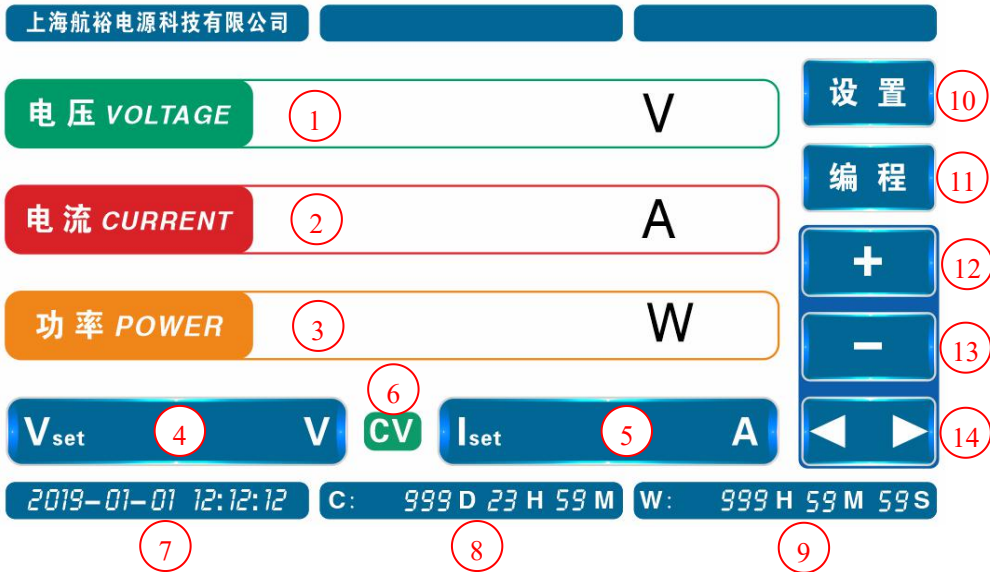 上海航裕电源科技有限公司
电压 VOLTAGE 1 V
设置 10
编程 11
电流 CURRENT 2 A
+ 12
功率 POWER 3 W
- 13
Vset 4 V 6 CV Iset 5 A
◀ ▶ 14
2019-01-01 12:12:12 C: 999 D 23 H 59 M W: 999 H 59 M 59 S
7 8 9